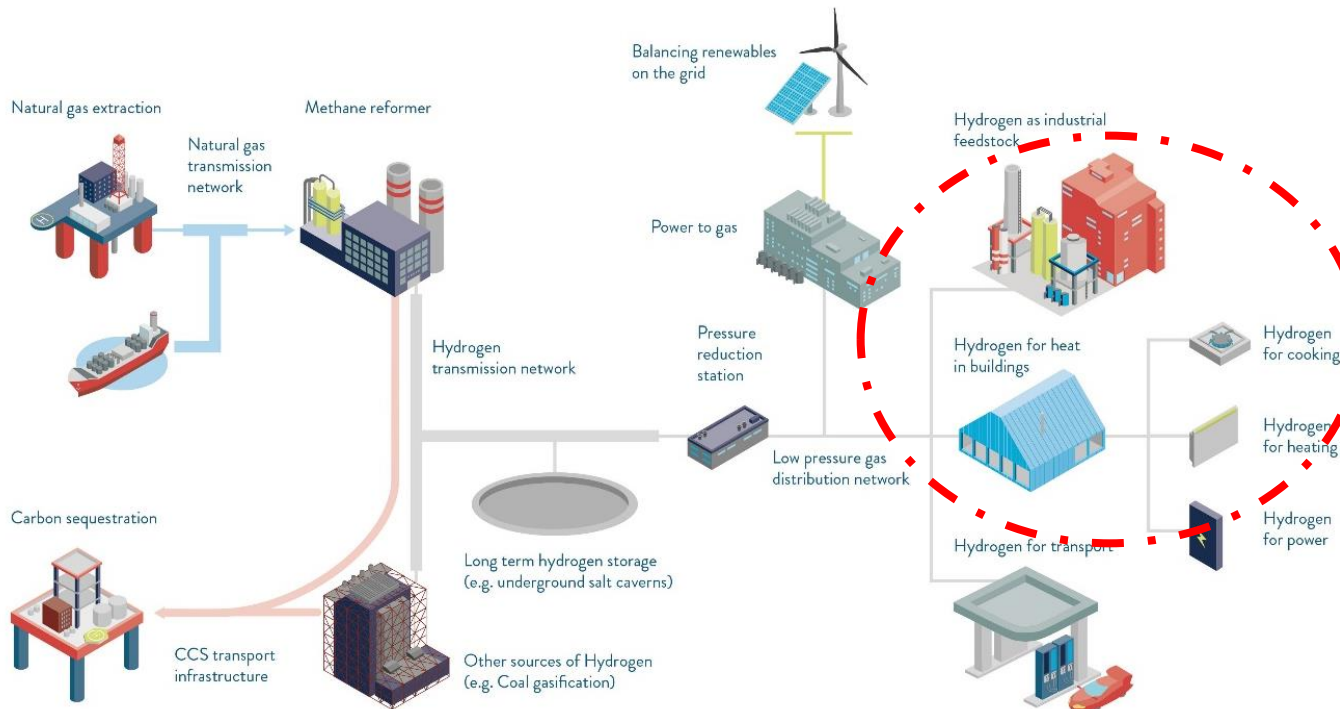 Balancing renewables
on the grid
Natural gas extraction
Methane reformer
Natural gas
transmission
network
Hydrogen as industrial
feedstock
Power to gas
Hydrogen
transmission network
Pressure
reduction
station
Hydrogen for heat
in buildings
Hydrogen
for cooking
Hydrogen
for heating
Low pressure gas
distribution network
Carbon sequestration
Long term hydrogen storage
(e.g. underground salt caverns)
Hydrogen
for power
Hydrogen for transport
CCS transport
infrastructure
Other sources of Hydrogen
(e.g. Coal gasification)
H